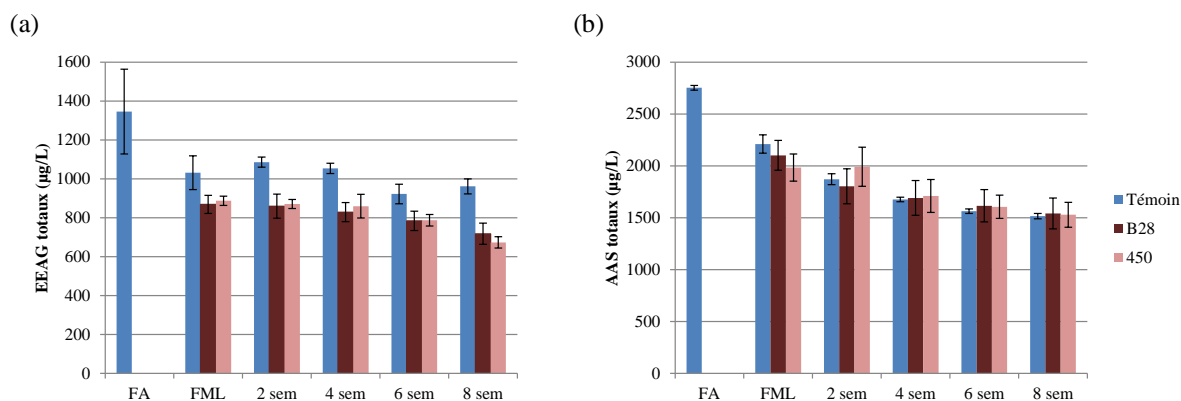 (a)
EEAG totaux (µg/L)
1600
1400
1200
1000
800
600
400
200
0
FA FML 2 sem 4 sem 6 sem 8 sem
(b)
AAS totaux (µg/L)
3000
2500
2000
1500
1000
500
0
FA FML 2 sem 4 sem 6 sem 8 sem
Témoin
B28
450